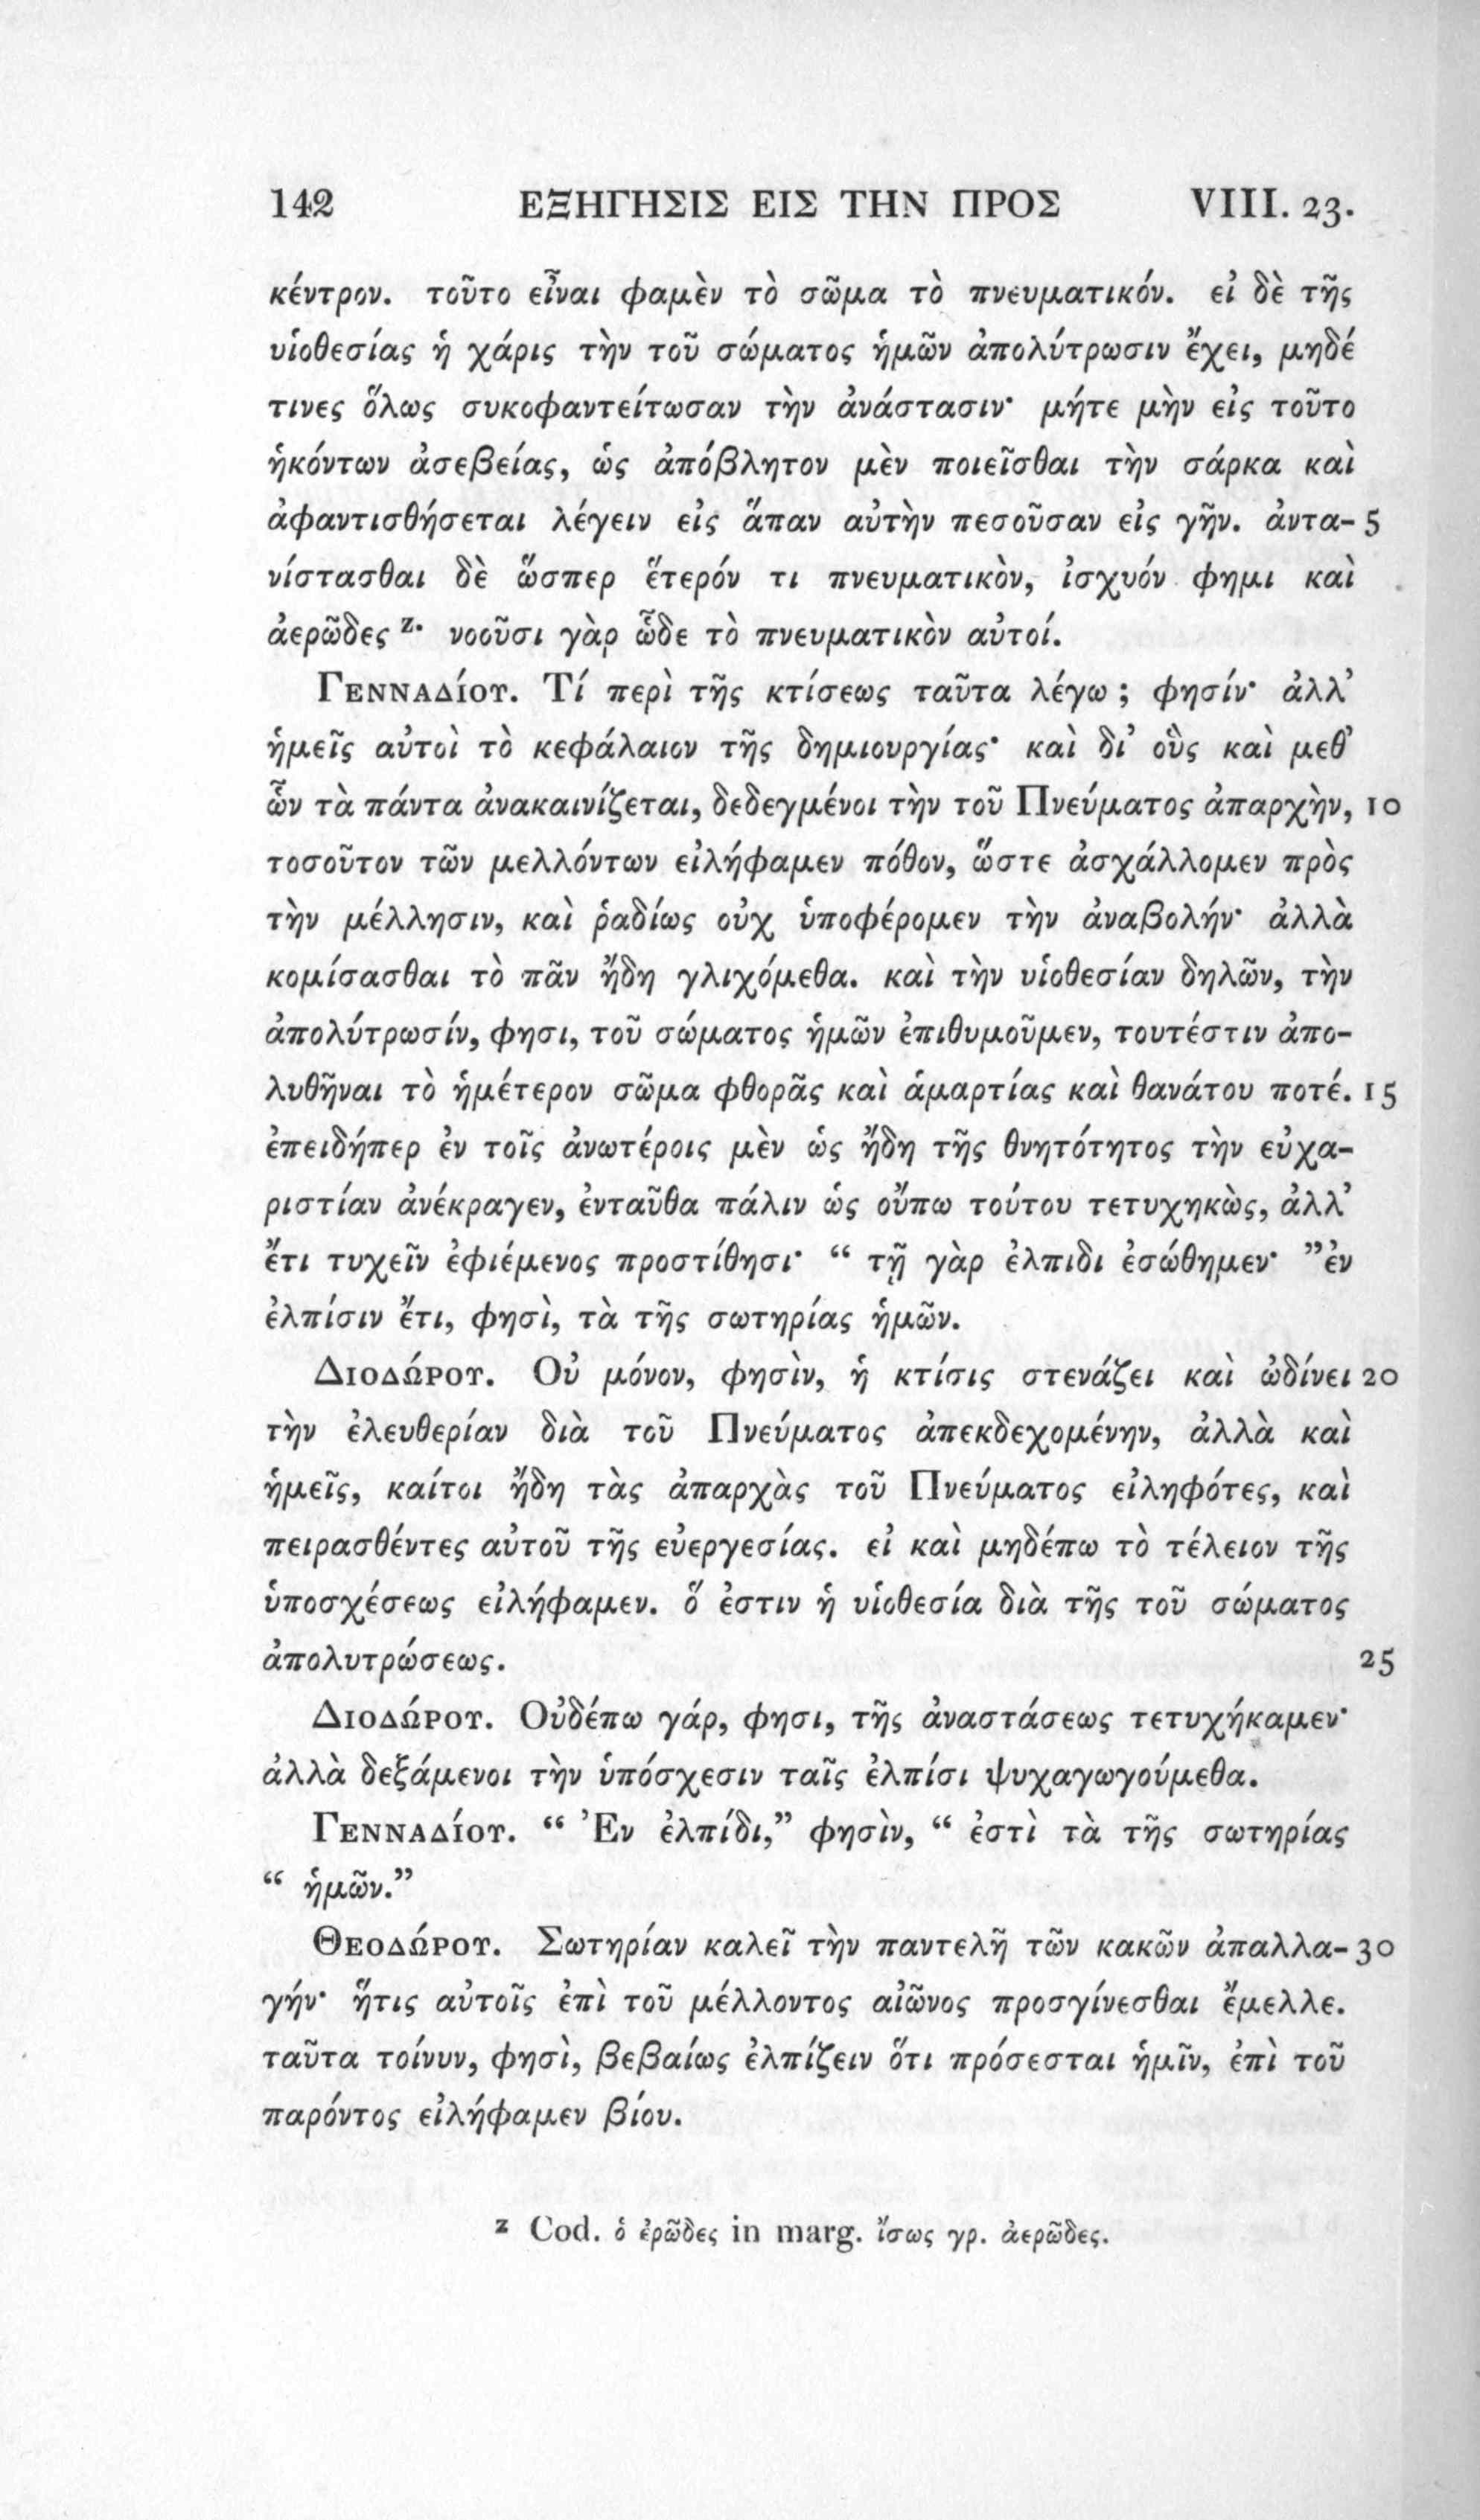 142 ΕΞΗΓΗΣΙΣ ΕΙΣ ΤΗΝ ΠΡΟΣ VIII. 23.
κέντρον. τοῦτο εἶναι φαμὲν τὸ σῶμα τὸ πνευματικόν. εἰ δὲ τῆς
υἱοθεσίας ἡ χάρις τὴν τοῦ σώματος ἡμῶν ἀπολύτρωσιν ἔχει, μηδέ
τινες ὅλως συκοφαντείτωσαν τὴν ἀνάστασιν· μήτε μὴν εἰς τοῦτο
ἡκόντων ἀσεβείας, ὡς ἀπόβλητον μὲν ποιεῖσθαι τὴν σάρκα καὶ
ἀφαντισθήσεται λέγειν εἰς ἅπαν αὐτὴν πεσοῦσαν εἰς γῆν. ἀντα- 5
νίστασθαι δὲ ὥσπερ ἕτερόν τι πνευματικὸν, ἰσχυόν φημι καὶ
ἀερῶδες z· νοοῦσι γὰρ ὧδε τὸ πνευματικὸν αὐτοί.
Γενναδίου. Τί περὶ τῆς κτίσεως ταῦτα λέγω; φησίν· ἀλλ’
ἡμεῖς αὐτοὶ τὸ κεφάλαιον τῆς δημιουργίας· καὶ δι’ οὓς καὶ μεθ’
ὧν τὰ πάντα ἀνακαινίζεται, δεδεγμένοι τὴν τοῦ Πνεύματος ἀπαρχὴν, 10
τοσοῦτον τῶν μελλόντων εἰλήφαμεν πόθον, ὥστε ἀσχάλλομεν πρὸς
τὴν μέλλησιν, καὶ ῥαδίως οὐχ ὑποφέρομεν τὴν ἀναβολήν· ἀλλὰ
κομίσασθαι τὸ πᾶν ἤδη γλιχόμεθα. καὶ τὴν υἱοθεσίαν δηλῶν, τὴν
ἀπολύτρωσίν, φησι, τοῦ σώματος ἡμῶν ἐπιθυμοῦμεν, τουτέστιν ἀπο-
λυθῆναι τὸ ἡμέτερον σῶμα φθορᾶς καὶ ἁμαρτίας καὶ θανάτου ποτέ. 15
ἐπειδήπερ ἐν τοῖς ἀνωτέροις μὲν ὡς ἤδη τῆς θνητότητος τὴν εὐχα-
ριστίαν ἀνέκραγεν, ἐνταῦθα πάλιν ὡς οὔπω τούτου τετυχηκὼς, ἀλλ’
ἔτι τυχεῖν ἐφιέμενος προστίθησι· “ τῇ γὰρ ἐλπιδι ἐσώθημεν· ”ἐν
ἐλπίσιν ἔτι, φησὶ, τὰ τῆς σωτηρίας ἡμῶν.
Διοδώρου. Οὐ μόνον, φησὶν, ἡ κτίσις στενάζει καὶ ὠδίνει 20
τὴν ἐλευθερίαν διὰ τοῦ Πνεύματος ἀπεκδεχομένην, ἀλλὰ καὶ
ἡμεῖς, καίτοι ἤδη τὰς ἀπαρχὰς τοῦ Πνεύματος εἰληφότες, καὶ
πειρασθέντες αὐτοῦ τῆς εὐεργεσίας. εἰ καὶ μηδέπω τὸ τέλειον τῆς
ὑποσχέσεως εἰλήφαμεν. ὅ ἐστιν ἡ υἱοθεσία διὰ τῆς τοῦ σώματος
ἀπολυτρώσεως. 25
Διοδώρου. Οὐδέπω γάρ, φησι, τῆς ἀναστάσεως τετυχήκαμεν·
ἀλλὰ δεξάμενοι τὴν ὑπόσχεσιν ταῖς ἐλπίσι ψυχαγωγούμεθα.
Γενναδίου. “ Ἐν ἐλπίδι,” φησὶν, “ ἐστὶ τὰ τῆς σωτηρίας
“ ἡμῶν.”
Θεοδώρου. Σωτηρίαν καλεῖ τὴν παντελῆ τῶν κακῶν ἀπαλλα- 30
γήν· ἥτις αὐτοῖς ἐπὶ τοῦ μέλλοντος αἰῶνος προσγίνεσθαι ἔμελλε.
ταῦτα τοίνυν, φησὶ, βεβαίως ἐλπίζειν ὅτι πρόσεσται ἡμῖν, ἐπὶ τοῦ
παρόντος εἰλήφαμεν βίου.
z Cod. ὁ ἐρῶδες in marg. ἴσως γρ. ἀερῶδες.